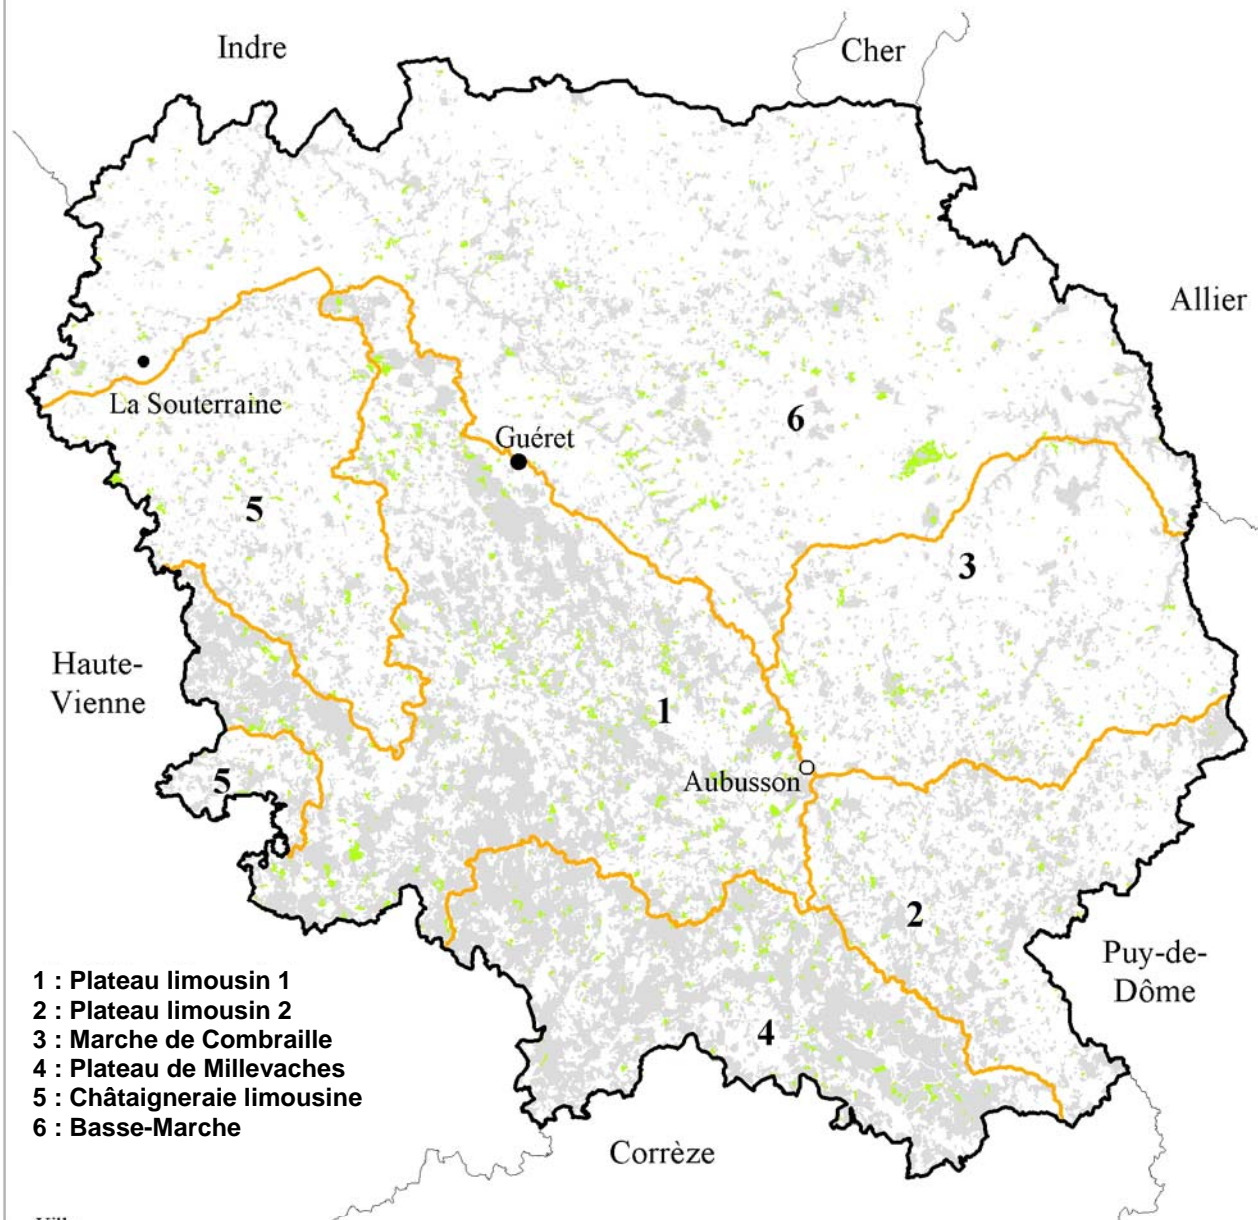 Indre
Cher
Allier
La Souterraine
6
Guéret
5
3
Haute-
Vienne
1
5
Aubusson
2
Puy-de-
Dôme
1 : Plateau limousin 1
2 : Plateau limousin 2
3 : Marche de Combraille
4 : Plateau de Millevaches
5 : Châtaigneraie limousine
6 : Basse-Marche
4
Corrèze